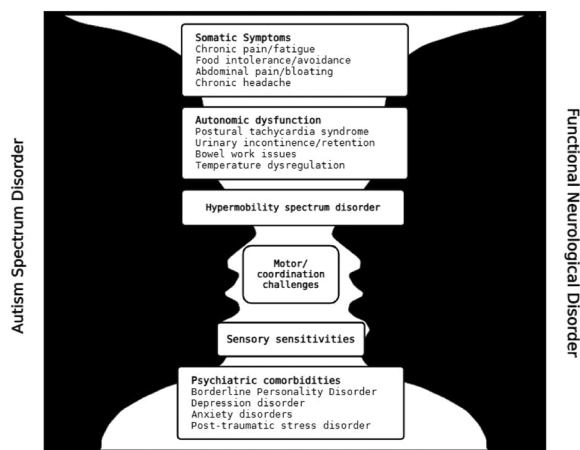 Somatic Symptoms
Chronic pain/fatigue
Food intolerance/avoidance
Abdominal pain/bloating
Chronic headache
Autonomic dysfunction
Postural tachycardia syndrome
Urinary incontinence/retention
Bowel work issues
Temperature dysregulation
Hypermobility spectrum disorder
Motor/
coordination
challenges
Sensory sensitivities
Psychiatric comorbidities
Borderline Personality Disorder
Depression disorder
Anxiety disorders
Post-traumatic stress disorder
Autism Spectrum Disorder
Functional Neurological Disorder